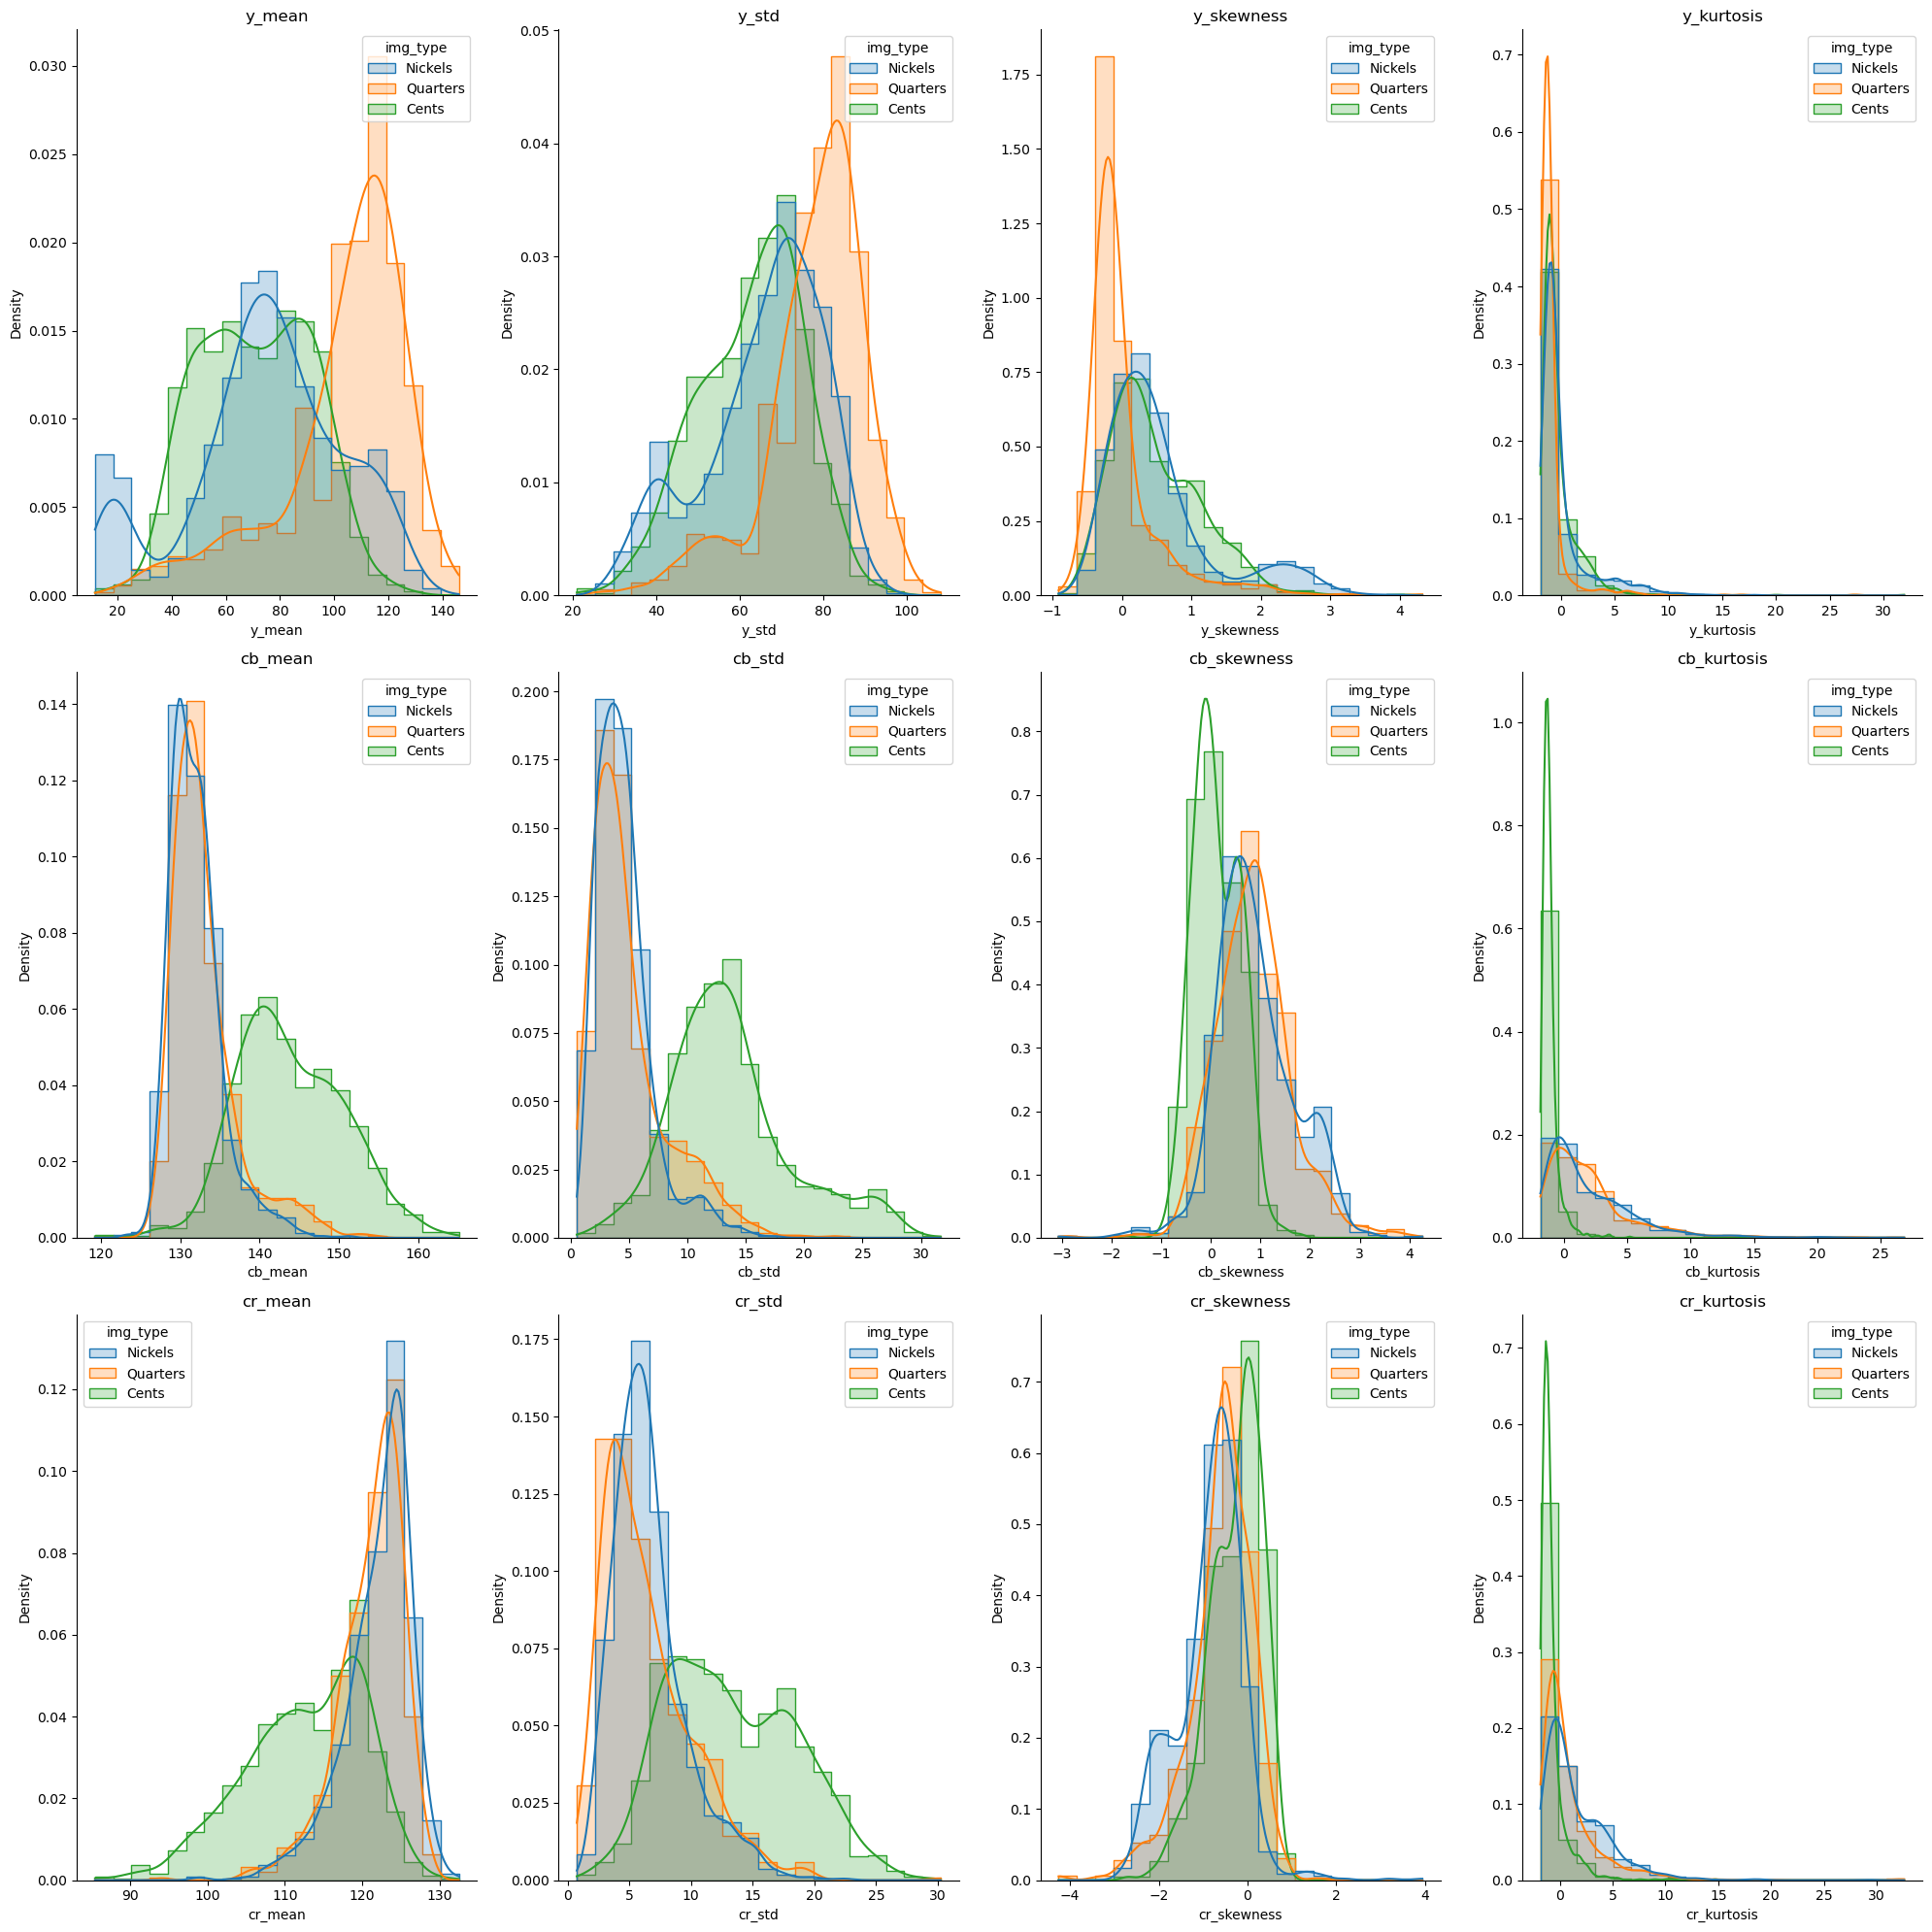 y_mean
img_type
Nickels
Quarters
Cents
Density
0.030
0.025
0.020
0.015
0.010
0.005
0.000
20 40 60 80 100 120 140
y_mean
y_std
img_type
Nickels
Quarters
Cents
Density
0.05
0.04
0.03
0.02
0.01
0.00
20 40 60 80 100
y_std
y_skewness
img_type
Nickels
Quarters
Cents
Density
1.75
1.50
1.25
1.00
0.75
0.50
0.25
0.00
−1 0 1 2 3 4
y_skewness
y_kurtosis
img_type
Nickels
Quarters
Cents
Density
0.7
0.6
0.5
0.4
0.3
0.2
0.1
0.0
0 5 10 15 20 25 30
y_kurtosis
cb_mean
img_type
Nickels
Quarters
Cents
Density
0.14
0.12
0.10
0.08
0.06
0.04
0.02
0.00
120 130 140 150 160
cb_mean
cb_std
img_type
Nickels
Quarters
Cents
Density
0.200
0.175
0.150
0.125
0.100
0.075
0.050
0.025
0.000
0 5 10 15 20 25 30
cb_std
cb_skewness
img_type
Nickels
Quarters
Cents
Density
0.8
0.7
0.6
0.5
0.4
0.3
0.2
0.1
0.0
−3 −2 −1 0 1 2 3 4
cb_skewness
cb_kurtosis
img_type
Nickels
Quarters
Cents
Density
1.0
0.8
0.6
0.4
0.2
0.0
0 5 10 15 20 25
cb_kurtosis
cr_mean
img_type
Nickels
Quarters
Cents
Density
0.12
0.10
0.08
0.06
0.04
0.02
0.00
90 100 110 120 130
cr_mean
cr_std
img_type
Nickels
Quarters
Cents
Density
0.175
0.150
0.125
0.100
0.075
0.050
0.025
0.000
0 5 10 15 20 25 30
cr_std
cr_skewness
img_type
Nickels
Quarters
Cents
Density
0.7
0.6
0.5
0.4
0.3
0.2
0.1
0.0
−4 −2 0 2 4
cr_skewness
cr_kurtosis
img_type
Nickels
Quarters
Cents
Density
0.7
0.6
0.5
0.4
0.3
0.2
0.1
0.0
0 5 10 15 20 25 30
cr_kurtosis